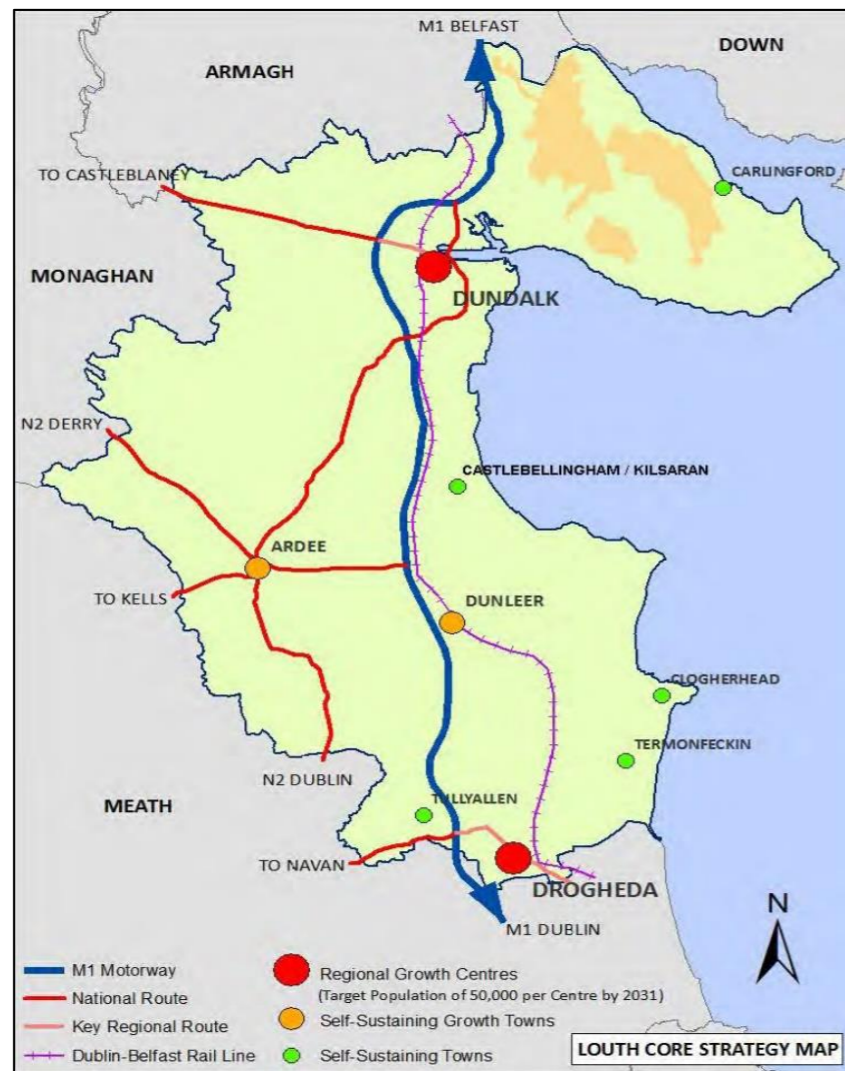 M1 BELFAST
DOWN
ARMAGH
TO CASTLEBLANEY
CARLINGFORD
MONAGHAN
DUNDALK
N2 DERRY
CASTLEBELLINGHAM / KILSARAN
ARDEE
TO KELLS
DUNLEER
CLOGHERHEAD
TERMONFECKIN
N2 DUBLIN
MEATH
TULLYALLEN
TO NAVAN
DROGHEDA
M1 DUBLIN
N
M1 Motorway
National Route
Key Regional Route
Dublin-Belfast Rail Line
Regional Growth Centres
(Target Population of 50,000 per Centre by 2031)
Self-Sustaining Growth Towns
Self-Sustaining Towns
LOUTH CORE STRATEGY MAP